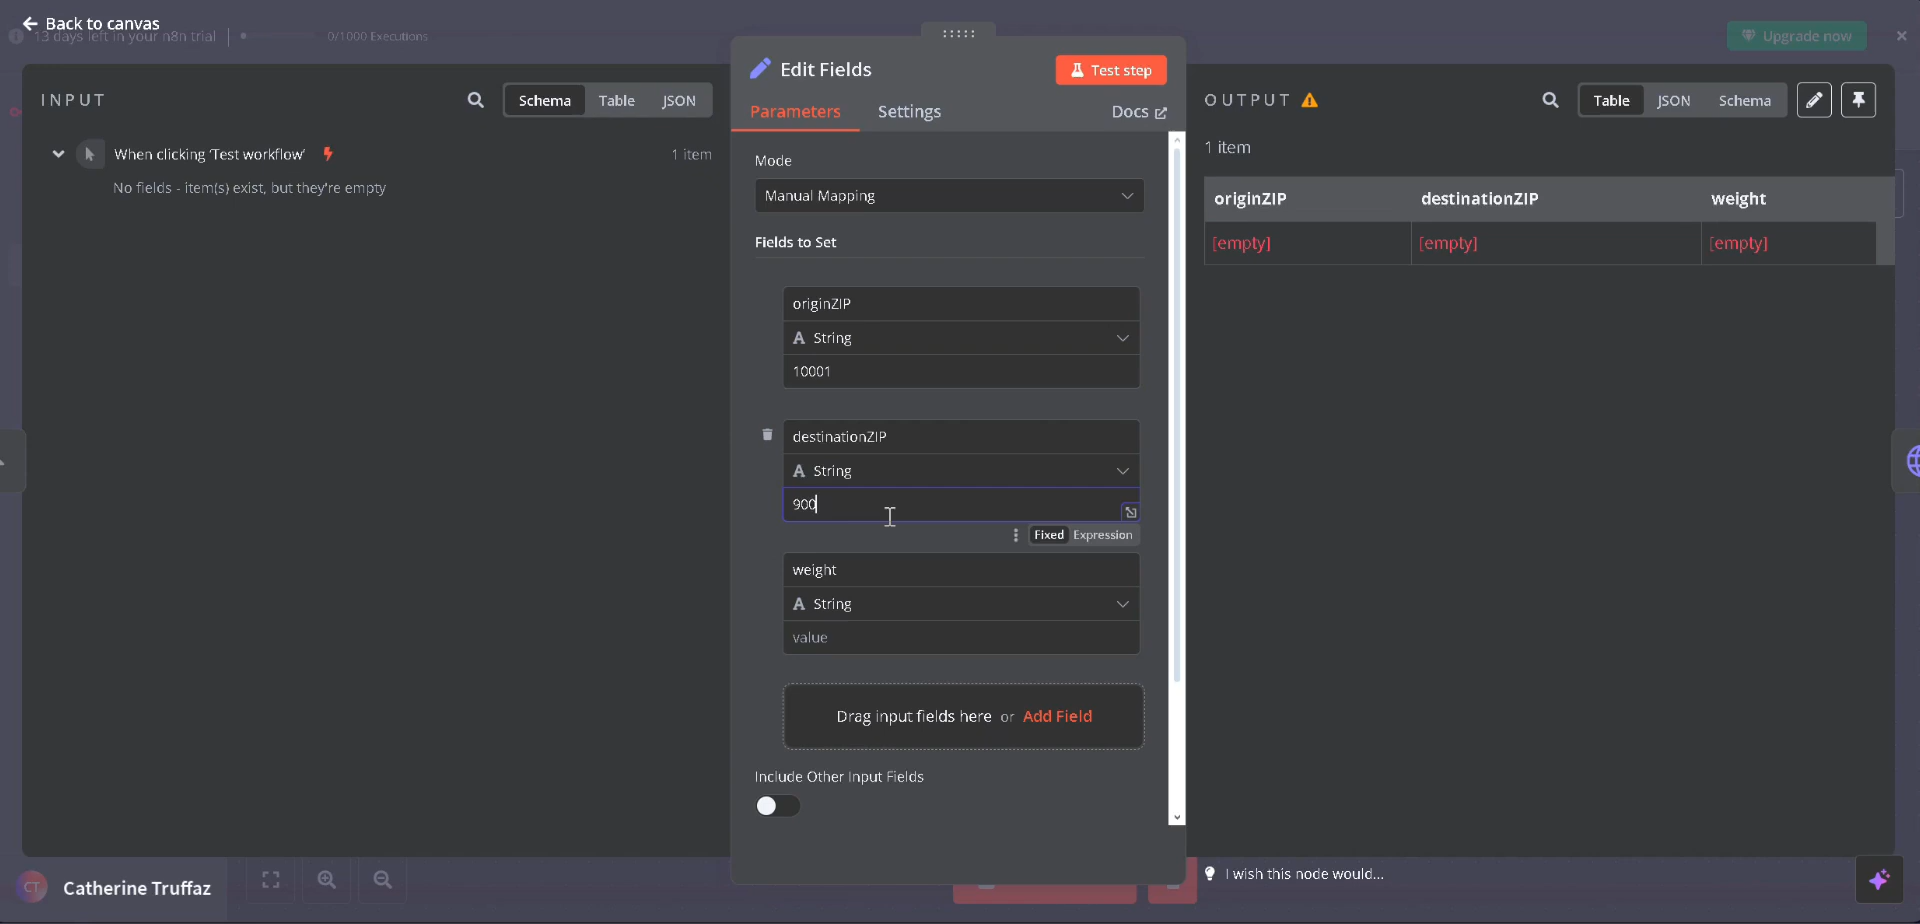 Back to canvas
13 days left in your n8n trial
0/1000 Executions
Upgrade now
INPUT
Schema
Table
JSON
When clicking ‘Test workflow’
1 item
No fields - item(s) exist, but they're empty
Edit Fields
Test step
Parameters
Settings
Docs
Mode
Manual Mapping
Fields to Set
originZIP
A String
10001
destinationZIP
A String
900
Fixed
Expression
weight
A String
value
Drag input fields here or Add Field
Include Other Input Fields
OUTPUT
Table
JSON
Schema
1 item
originZIP destinationZIP weight
[empty] [empty] [empty]
I wish this node would...
CT
Catherine Truffaz